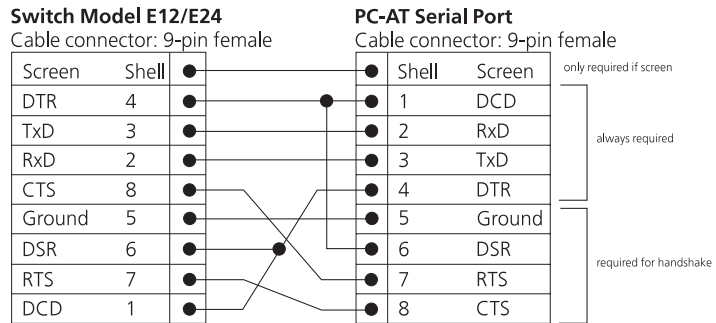 Switch Model E12/E24 PC-AT Serial Port
Cable connector: 9-pin female Cable connector: 9-pin female
Screen Shell Shell Screen only required if screen
DTR 4 1 DCD
TxD 3 2 RxD
always required
RxD 2 3 TxD
CTS 8 4 DTR
Ground 5 5 Ground
DSR 6 6 DSR
required for handshake
RTS 7 7 RTS
DCD 1 8 CTS